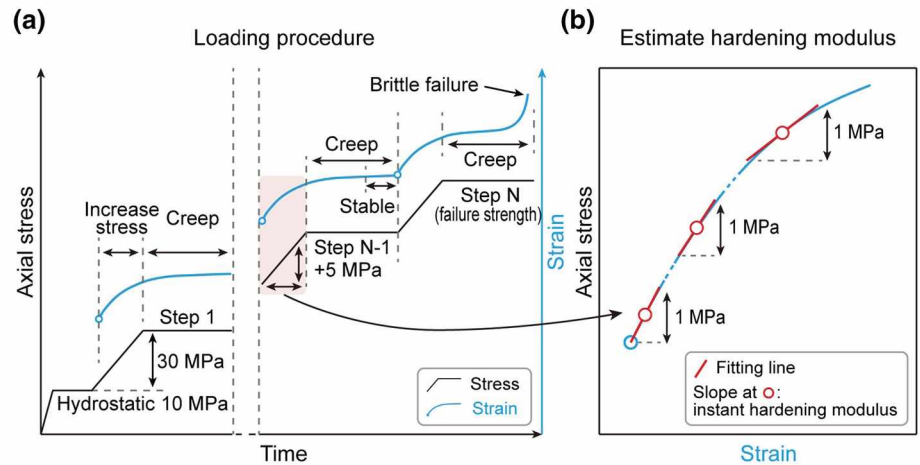 (a)
Loading procedure
Axial stress
Increase
stress
Creep
Step 1
30 MPa
Hydrostatic 10 MPa
Creep
Stable
Step N-1
+5 MPa
Brittle failure
Creep
Step N
(failure strength)
Stress
Strain
Time
Strain
(b)
Estimate hardening modulus
Axial stress
1 MPa
1 MPa
1 MPa
Fitting line
Slope at :
instant hardening modulus
Strain